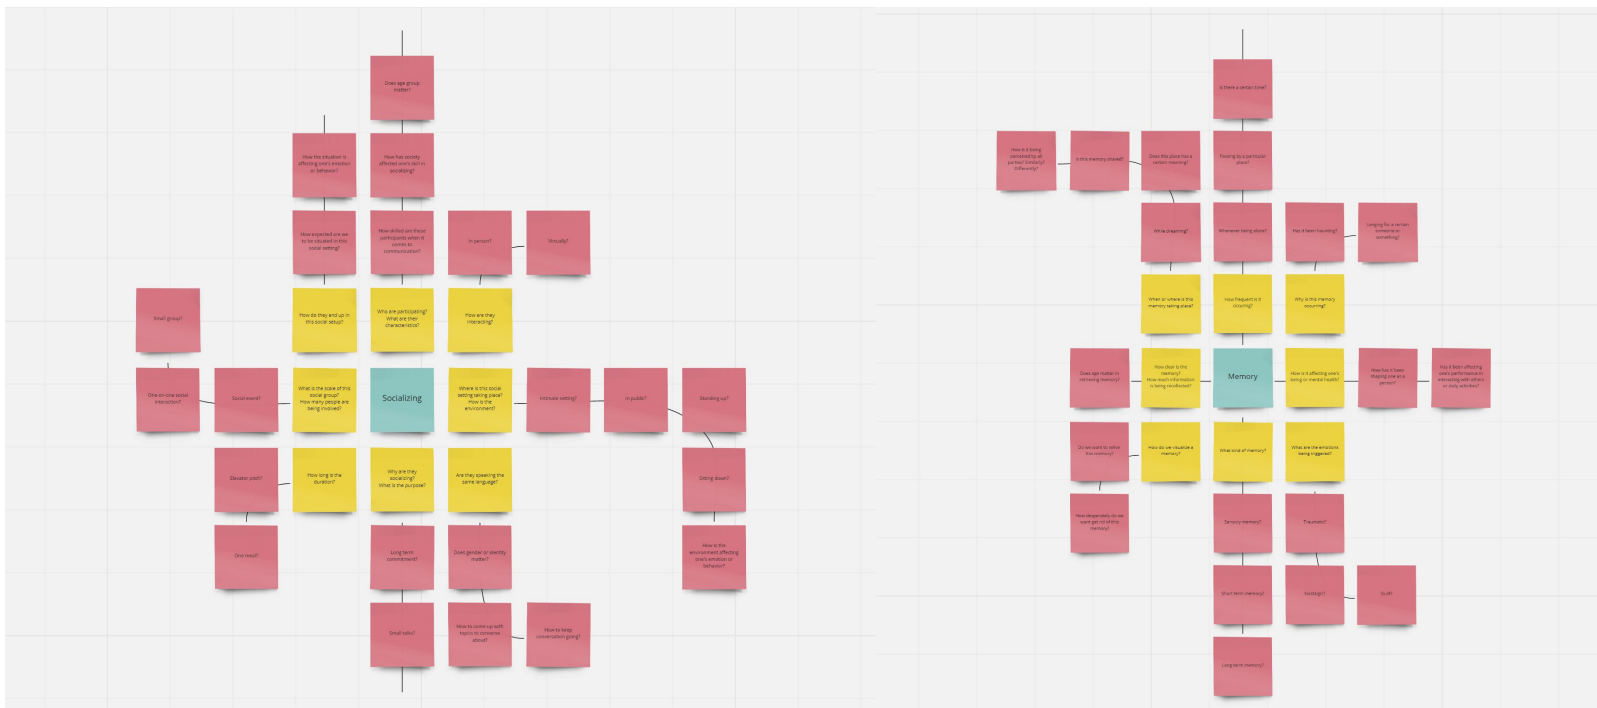 Does age group
matter?
How the situation is
affecting one's emotion
or behavior?
How has society
affected one's skill in
socializing?
How expected are we
to be situated in this
social setting?
How skilled are these
participants when it
comes to
communication?
In person?
Virtually?
Small group?
How do they end up in
this social setup?
Who are participating?
What are their
characteristics?
How are they
interacting?
One-on-one social
interaction?
Social event?
What is the scale of this
social group?
How many people are
being involved?
Socializing
Where is this social
setting taking place?
How is the
environment?
Intimate setting?
In public?
Standing up?
Elevator pitch?
How long is the
duration?
Why are they
socializing?
What is the purpose?
Are they speaking the
same language?
Sitting down?
One meal?
Long term
commitment?
Does gender or identity
matter?
How is the
environment affecting
one's emotion or
behavior?
Small talks?
How to come up with
topics to converse
about?
How to keep
conversation going?
Is there a certain time?
How is it being
perceived by all
parties? Similarly?
Differently?
Is this memory shared?
Does this place has a
certain meaning?
Passing by a particular
place?
While dreaming?
Whenever being alone?
Has it been haunting?
Longing for a certain
someone or
something?
When or where is this
memory taking place?
How frequent is it
occuring?
Why is this memory
occurring?
Does age matter in
retrieving memory?
How clear is the
memory?
How much information
is being recollected?
Memory
How is it affecting one's
being or mental health?
How has it been
shaping one as a
person?
Has it been affecting
one's performance in
interacting with others
or daily activities?
Do we want to relive
this memory?
How do we visualize a
memory?
What kind of memory?
What are the emotions
being triggered?
How desperately do we
want get rid of this
memory?
Sensory memory?
Traumatic?
Short term memory?
Nostalgic?
Guilt?
Long term memory?